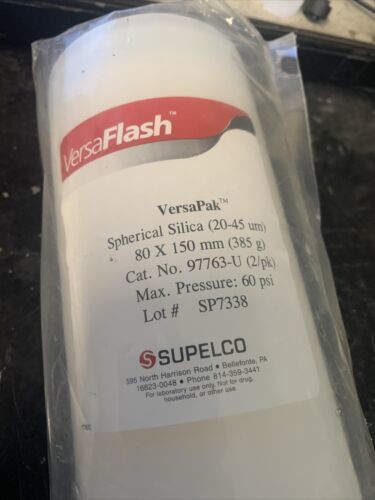 VersaFlash™
VersaPak™
Spherical Silica (20-45 um)
80 X 150 mm (385 g)
Cat. No. 97763-U (2/pk)
Max. Pressure: 60 psi
Lot # SP7338
SUPELCO
595 North Harrison Road • Bellefonte, PA
16823-0048 • Phone 814-359-3441
For laboratory use only. Not for drug,
household, or other use.